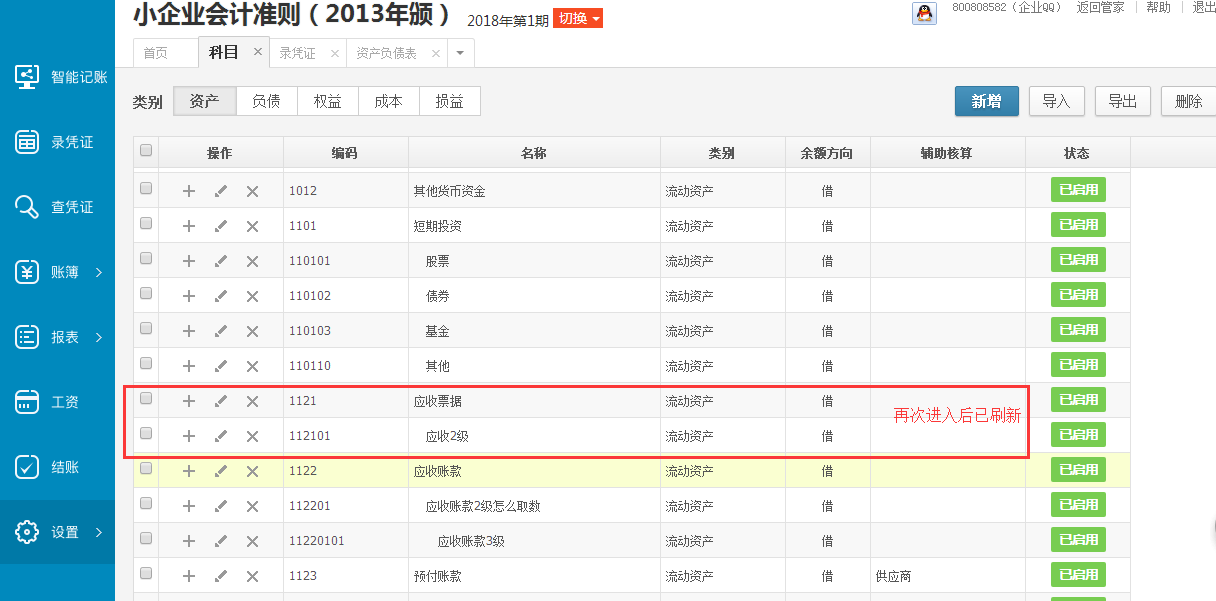 小企业会计准则（2013年颁） 2018年第1期 切换
800808582（企业QQ） 返回管家 帮助 退出
首页 科目 × 录凭证 × 资产负债表 ×
智能记账
录凭证
查凭证
账簿
报表
工资
结账
设置
类别 资产 负债 权益 成本 损益 新增 导入 导出 删除
操作 编码 名称 类别 余额方向 辅助核算 状态
1012 其他货币资金 流动资产 借 已启用
1101 短期投资 流动资产 借 已启用
110101 股票 流动资产 借 已启用
110102 债券 流动资产 借 已启用
110103 基金 流动资产 借 已启用
110110 其他 流动资产 借 已启用
1121 应收票据 流动资产 借 已启用
再次进入后已刷新
112101 应收2级 流动资产 借 已启用
1122 应收账款 流动资产 借 已启用
112201 应收账款2级怎么取数 流动资产 借 已启用
11220101 应收账款3级 流动资产 借 已启用
1123 预付账款 流动资产 借 供应商 已启用